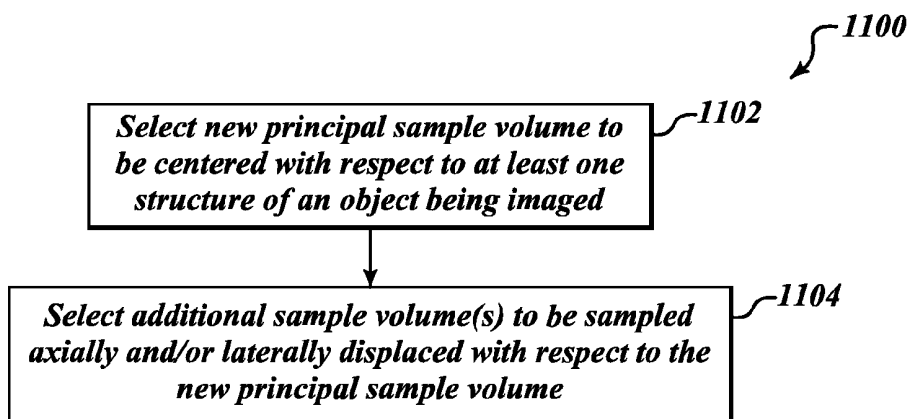 1100
1102
Select new principal sample volume to
be centered with respect to at least one
structure of an object being imaged
1104
Select additional sample volume(s) to be sampled
axially and/or laterally displaced with respect to the
new principal sample volume